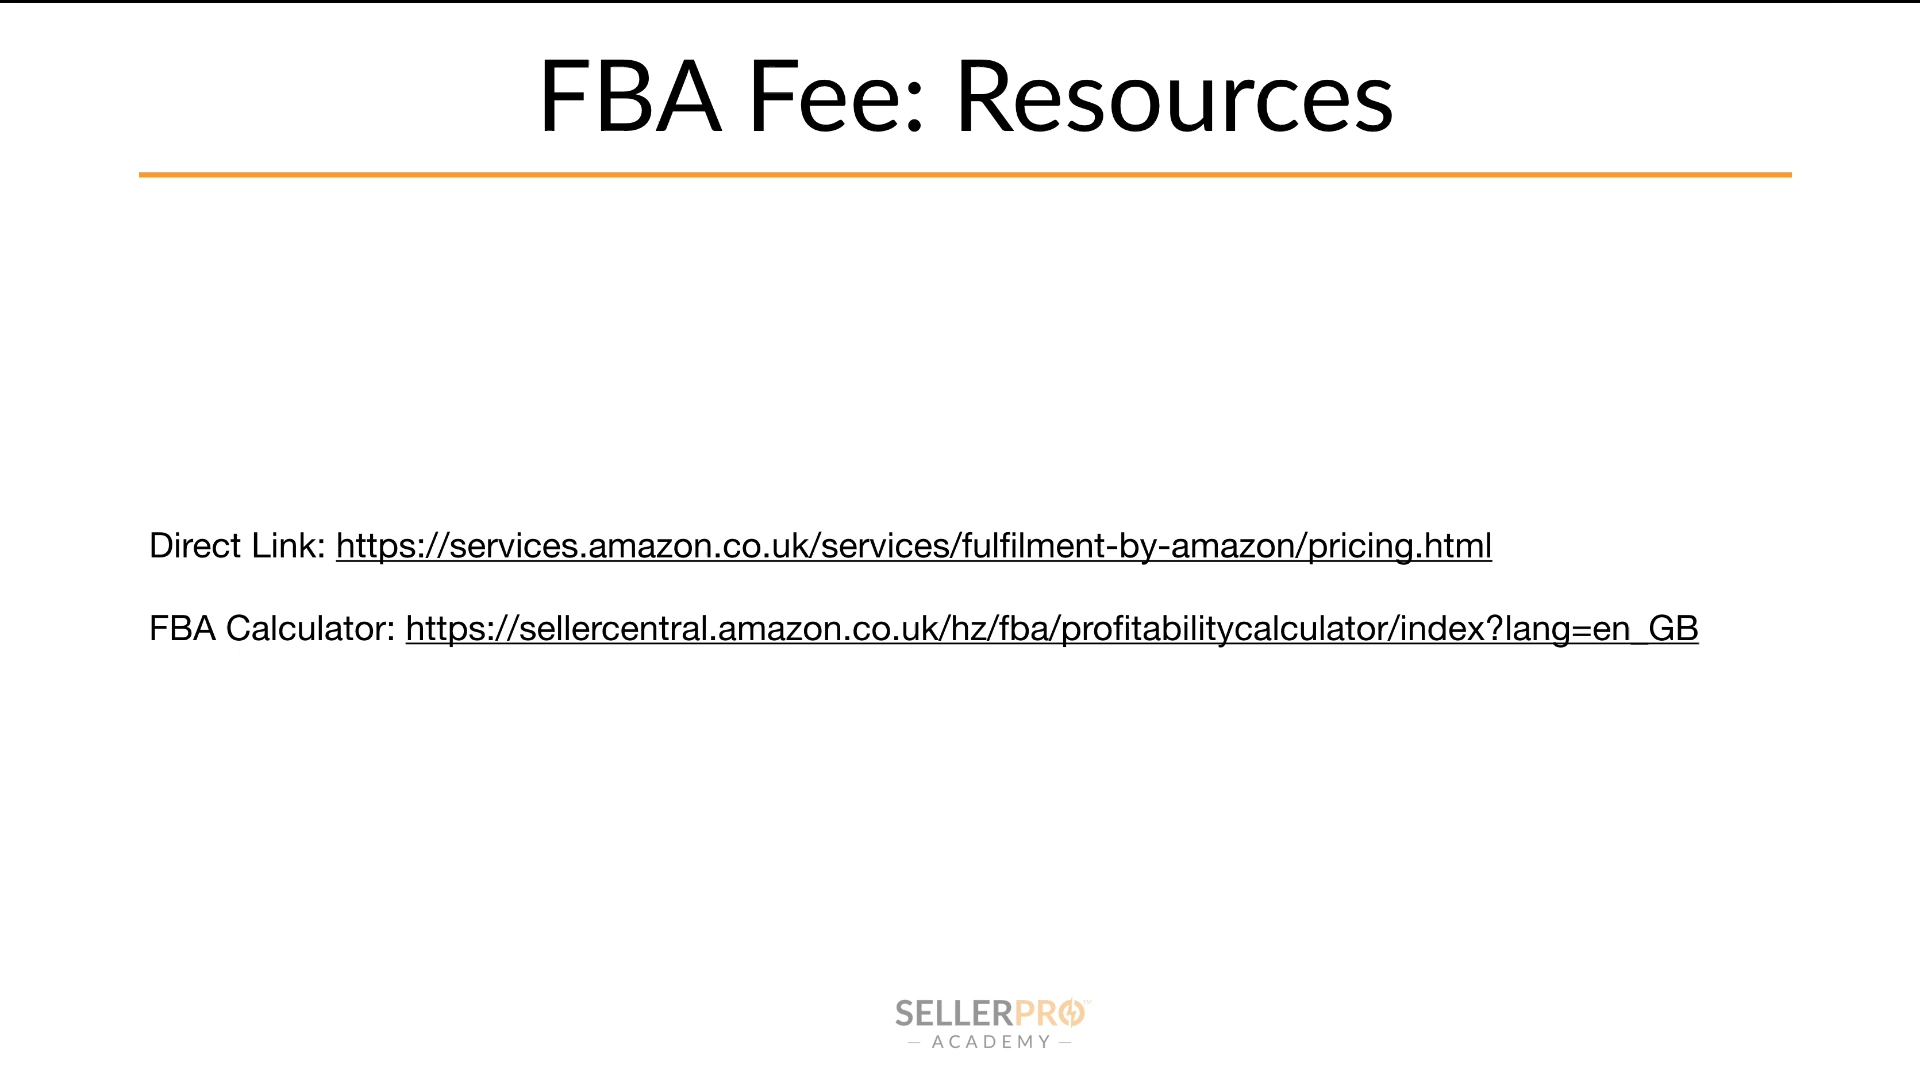 FBA Fee: Resources
Direct Link: https://services.amazon.co.uk/services/fulfilment-by-amazon/pricing.html
FBA Calculator: https://sellercentral.amazon.co.uk/hz/fba/profitabilitycalculator/index?lang=en_GB
SELLERPRO™
ACADEMY